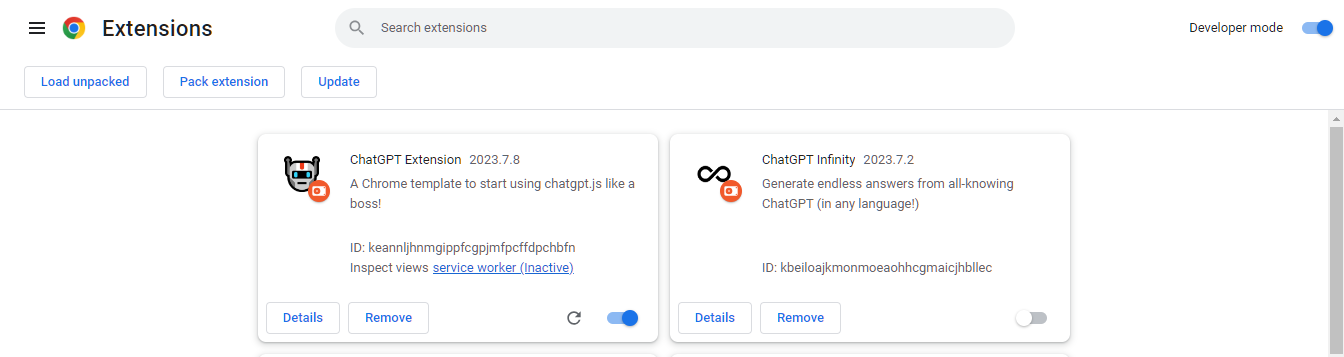 Extensions
Search extensions
Developer mode
Load unpacked
Pack extension
Update
ChatGPT Extension 2023.7.8
A Chrome template to start using chatgpt.js like a
boss!
ID: keannljhnmgippfcgpjmfpcffdpchbfn
Inspect views service worker (Inactive)
Details
Remove
ChatGPT Infinity 2023.7.2
Generate endless answers from all-knowing
ChatGPT (in any language!)
ID: kbeiloajkmonmoeaohhcgmaicjhbllec
Details
Remove